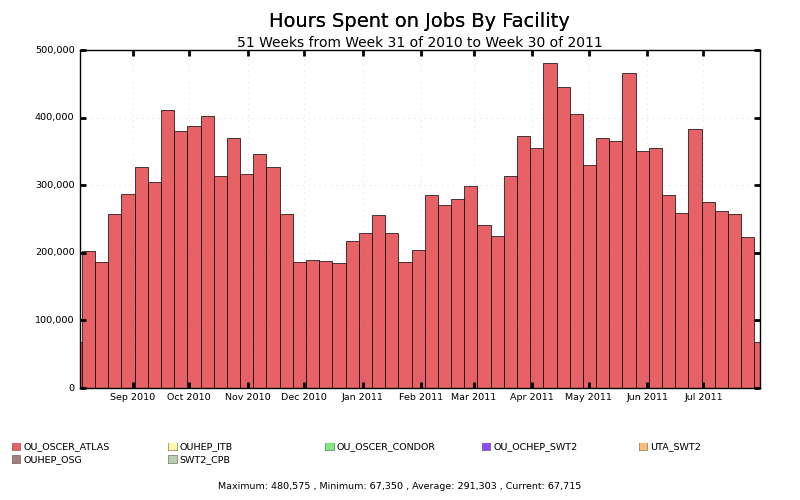 Hours Spent on Jobs By Facility
51 Weeks from Week 31 of 2010 to Week 30 of 2011
500,000
400,000
300,000
200,000
100,000
0
Sep 2010 Oct 2010 Nov 2010 Dec 2010 Jan 2011 Feb 2011 Mar 2011 Apr 2011 May 2011 Jun 2011 Jul 2011
OU_OSCER_ATLAS OUHEP_ITB OU_OSCER_CONDOR OU_OCHEP_SWT2 UTA_SWT2
OUHEP_OSG SWT2_CPB
Maximum: 480,575 , Minimum: 67,350 , Average: 291,303 , Current: 67,715